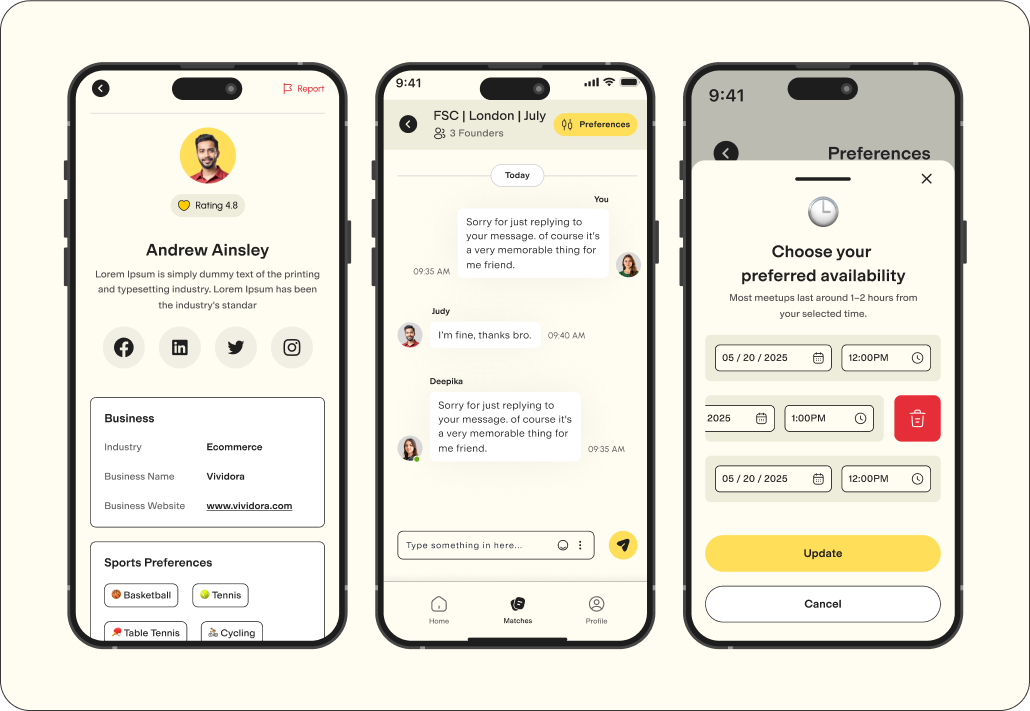 Report
Rating 4.8
Andrew Ainsley
Lorem Ipsum is simply dummy text of the printing
and typesetting industry. Lorem Ipsum has been
the industry's standar
Business
Industry Ecommerce
Business Name Vividora
Business Website www.vividora.com
Sports Preferences
Basketball Tennis
Table Tennis Cycling
9:41
FSC | London | July
3 Founders
Preferences
Today
You
Sorry for just replying to
your message. of course it's
a very memorable thing for
me friend.
09:35 AM
Judy
I'm fine, thanks bro.
09:40 AM
Deepika
Sorry for just replying to
your message. of course it's
a very memorable thing for
me friend.
09:35 AM
Type something in here...
Home Matches Profile
9:41
Preferences
Choose your
preferred availability
Most meetups last around 1–2 hours from
your selected time.
05 / 20 / 2025 12:00PM
2025 1:00PM
05 / 20 / 2025 12:00PM
Update
Cancel